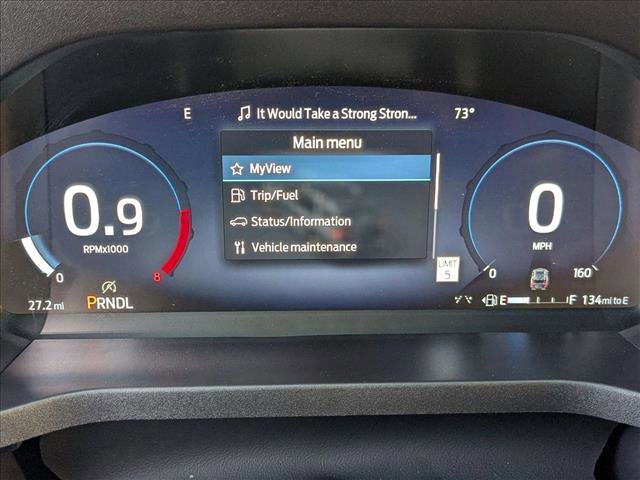 E It Would Take a Strong Stron... 73°
Main menu
MyView
Trip/Fuel
Status/Information
Vehicle maintenance
0.9
RPMx1000
0 8
0
MPH
0 160
LIMIT
5
27.2 mi PRNDL
E F 134 mi to E